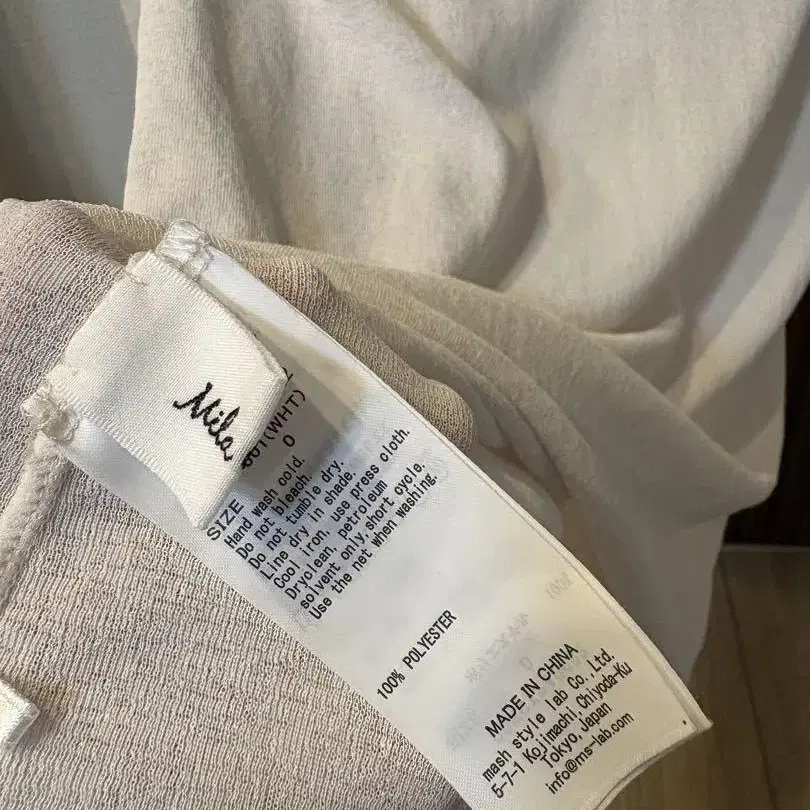 Mila
001(WHT)
SIZE 0
Hand wash cold.
Do not bleach.
Do not tumble dry.
Line dry in shade.
Cool iron, use press cloth.
Dryclean, petroleum
solvent only,short cycle.
Use the net when washing.
100% POLYESTER
MADE IN CHINA
mash style lab Co.,Ltd.
5-7-1 Kojimachi, Chiyoda-Ku
Tokyo, Japan
info@ms-lab.com